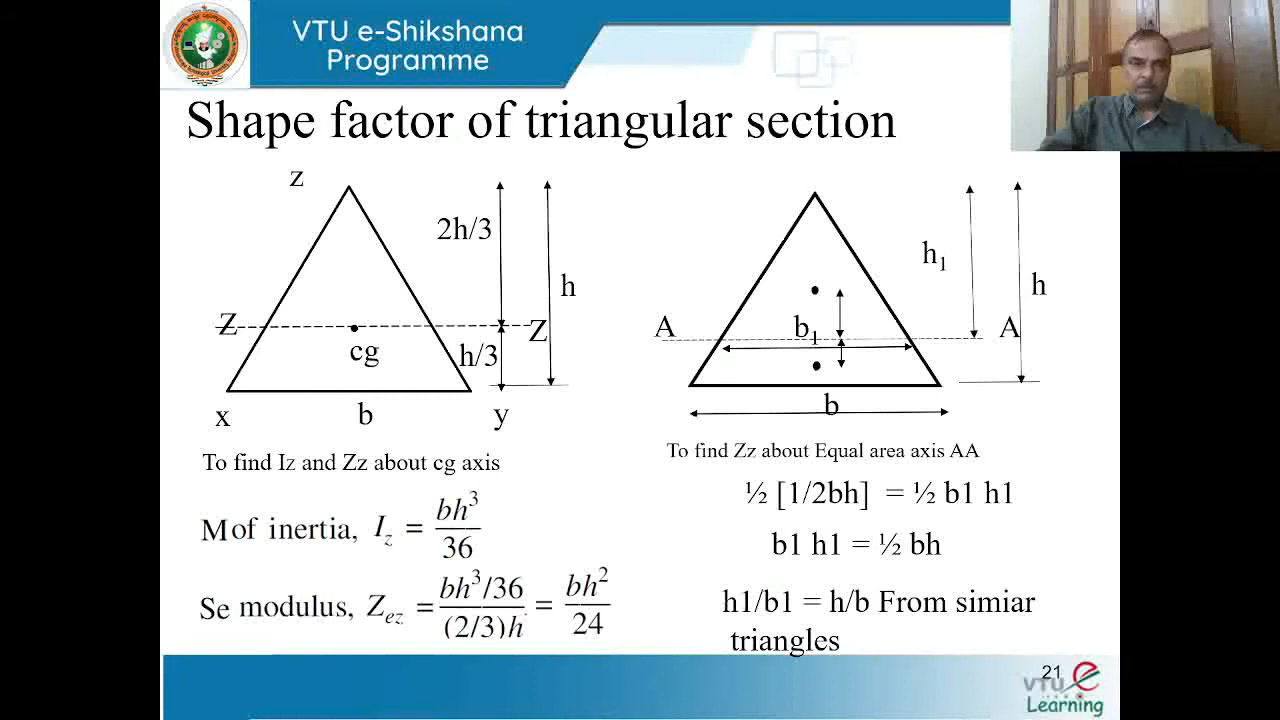 VTU e-Shikshana
Programme
Shape factor of triangular section
z
2h/3
h
Z
Z
cg
h/3
x
b
y
h1
h
A
b1
A
b
To find Iz and Zz about cg axis
M of inertia, Iz = bh³/36
Se modulus, Zez = bh³/36 / (2/3)h = bh²/24
To find Zz about Equal area axis AA
½ [1/2bh] = ½ b1 h1
b1 h1 = ½ bh
h1/b1 = h/b From simiar
triangles
21
VTU e
Learning